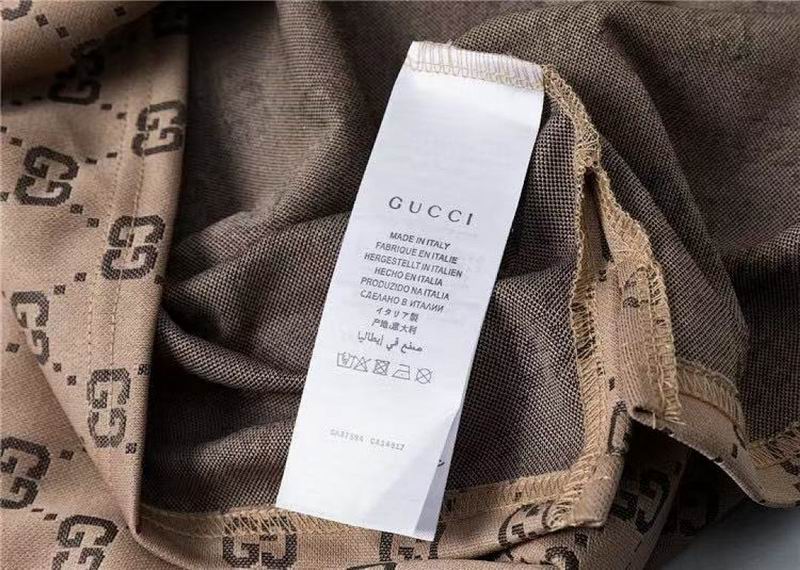 GUCCI
MADE IN ITALY
FABRIQUE EN ITALIE
HERGESTELLT IN ITALIEN
HECHO EN ITALIA
PRODUZIDO NA ITALIA
СДЕЛАНО В ИТАЛИИ
イタリア製
产地:意大利
صنع في إيطاليا